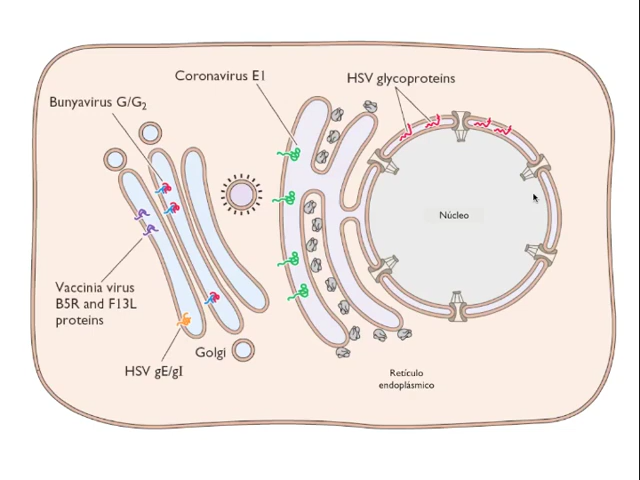 Coronavirus E1
HSV glycoproteins
Bunyavirus G/G2
Núcleo
Vaccinia virus
B5R and F13L
proteins
Golgi
HSV gE/gI
Retículo
endoplásmico